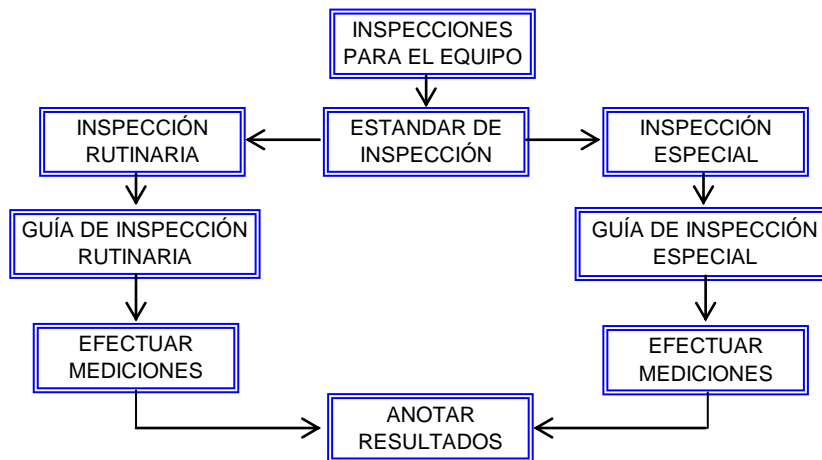 INSPECCIONES
PARA EL EQUIPO
INSPECCIÓN
RUTINARIA
ESTANDAR DE
INSPECCIÓN
INSPECCIÓN
ESPECIAL
GUÍA DE INSPECCIÓN
RUTINARIA
GUÍA DE INSPECCIÓN
ESPECIAL
EFECTUAR
MEDICIONES
EFECTUAR
MEDICIONES
ANOTAR
RESULTADOS